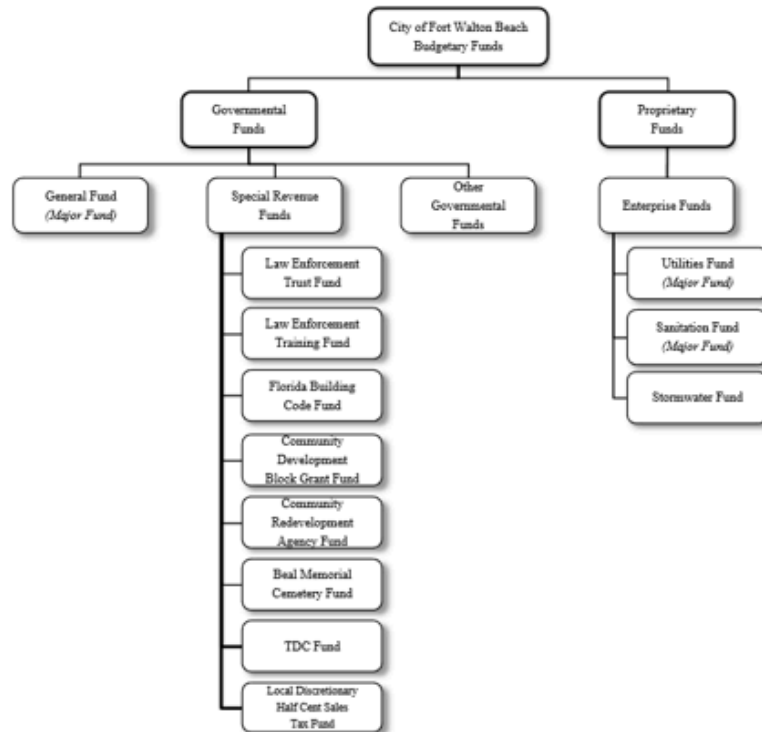 City of Fort Walton Beach
Budgetary Funds
Governmental
Funds
Proprietary
Funds
General Fund
(Major Fund)
Special Revenue
Funds
Other
Governmental
Funds
Enterprise Funds
Law Enforcement
Trust Fund
Law Enforcement
Training Fund
Florida Building
Code Fund
Community
Development
Block Grant Fund
Community
Redevelopment
Agency Fund
Beal Memorial
Cemetery Fund
TDC Fund
Local Discretionary
Half Cent Sales
Tax Fund
Utilities Fund
(Major Fund)
Sanitation Fund
(Major Fund)
Stormwater Fund